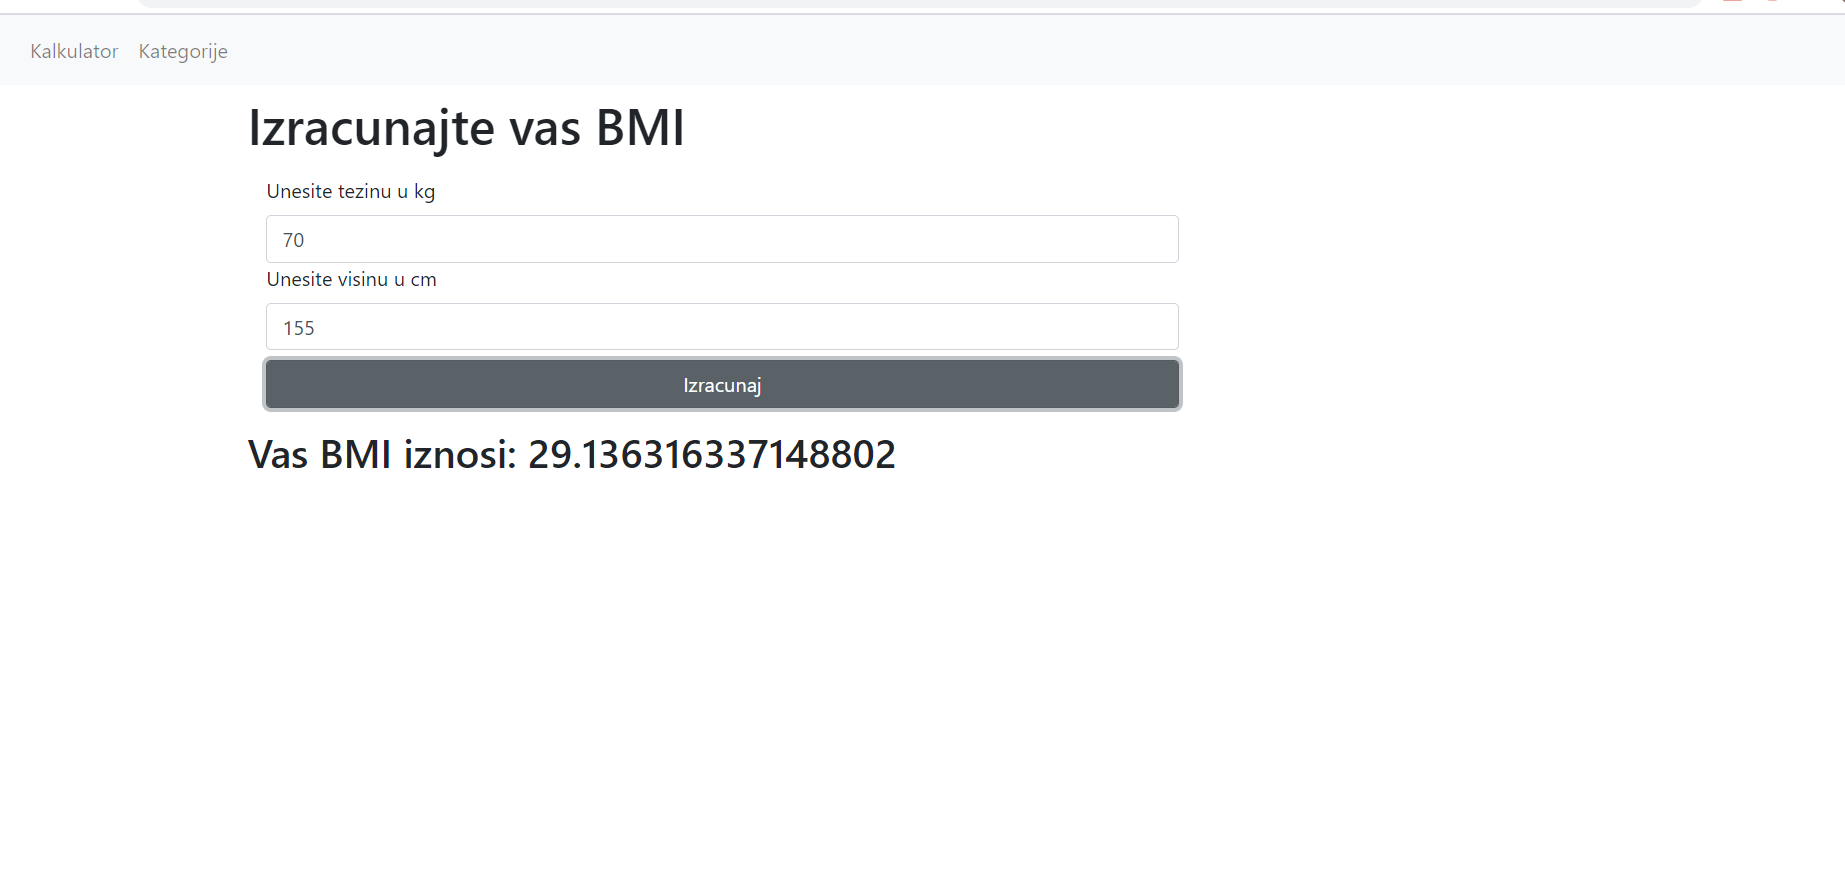 Kalkulator Kategorije
Izracunajte vas BMI
Unesite tezinu u kg
70
Unesite visinu u cm
155
Izracunaj
Vas BMI iznosi: 29.136316337148802